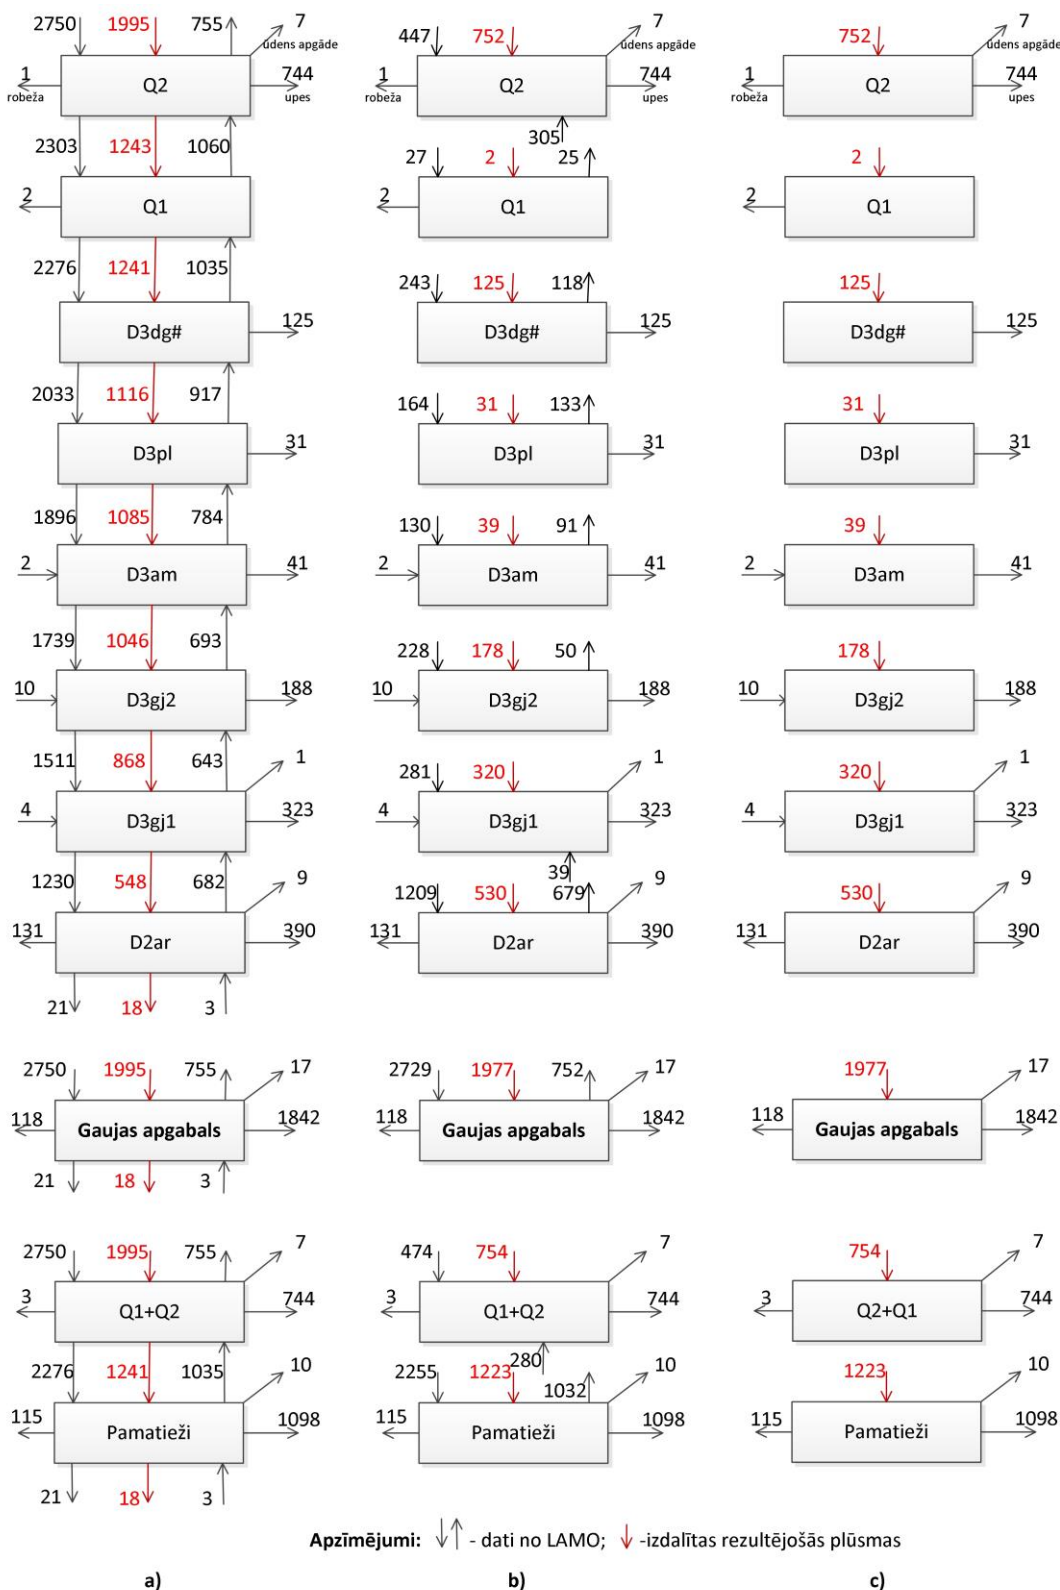 2750 1995 755 7 447 752 7 752 7
ūdens apgāde ūdens apgāde ūdens apgāde
1 Q2 744 1 Q2 744 1 Q2 744
robeža upes robeža upes robeža upes
305
2303 1243 1060 27 2 25 2
2 Q1 2 Q1 2 Q1
2276 1241 1035 243 125 118 125
D3dg# 125 D3dg# 125 D3dg# 125
2033 1116 917 164 31 133 31
D3pl 31 D3pl 31 D3pl 31
1896 1085 784 130 39 91 39
2 D3am 41 2 D3am 41 2 D3am 41
1739 1046 693 228 178 50 178
10 D3gj2 188 10 D3gj2 188 10 D3gj2 188
1511 868 643 1 281 320 1 320 1
4 D3gj1 323 4 D3gj1 323 4 D3gj1 323
39
1230 548 682 9 1209 530 679 9 530 9
131 D2ar 390 131 D2ar 390 131 D2ar 390
21 18 3
2750 1995 755 17 2729 1977 752 17 1977 17
118 Gaujas apgabals 1842 118 Gaujas apgabals 1842 118 Gaujas apgabals 1842
21 18 3
2750 1995 755 7 474 754 7 754 7
3 Q1+Q2 744 3 Q1+Q2 744 3 Q2+Q1 744
280
2276 1241 1035 10 2255 1223 1032 10 1223 10
115 Pamatieži 1098 115 Pamatieži 1098 115 Pamatieži 1098
21 18 3
Apzīmējumi: - dati no LAMO; -izdalītas rezultējošās plūsmas
a) b) c)